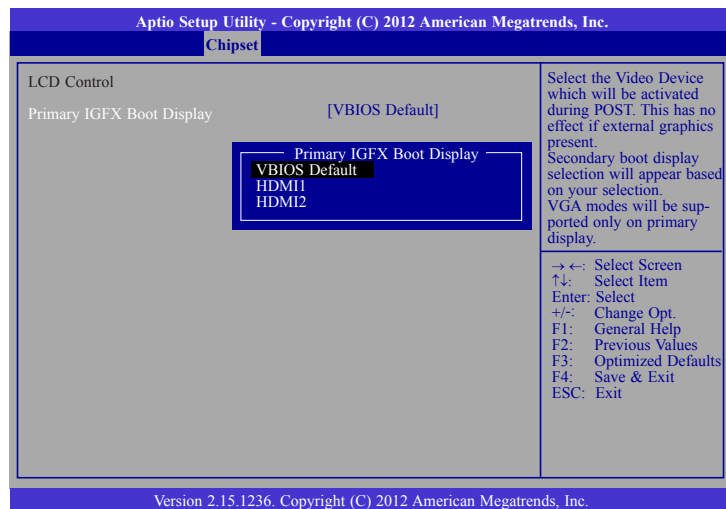 Aptio Setup Utility - Copyright (C) 2012 American Megatrends, Inc.
Chipset
LCD Control
Primary IGFX Boot Display [VBIOS Default]
Primary IGFX Boot Display
VBIOS Default
HDMI1
HDMI2
Select the Video Device
which will be activated
during POST. This has no
effect if external graphics
present.
Secondary boot display
selection will appear based
on your selection.
VGA modes will be sup-
ported only on primary
display.
→←: Select Screen
↑↓: Select Item
Enter: Select
+/-: Change Opt.
F1: General Help
F2: Previous Values
F3: Optimized Defaults
F4: Save & Exit
ESC: Exit
Version 2.15.1236. Copyright (C) 2012 American Megatrends, Inc.